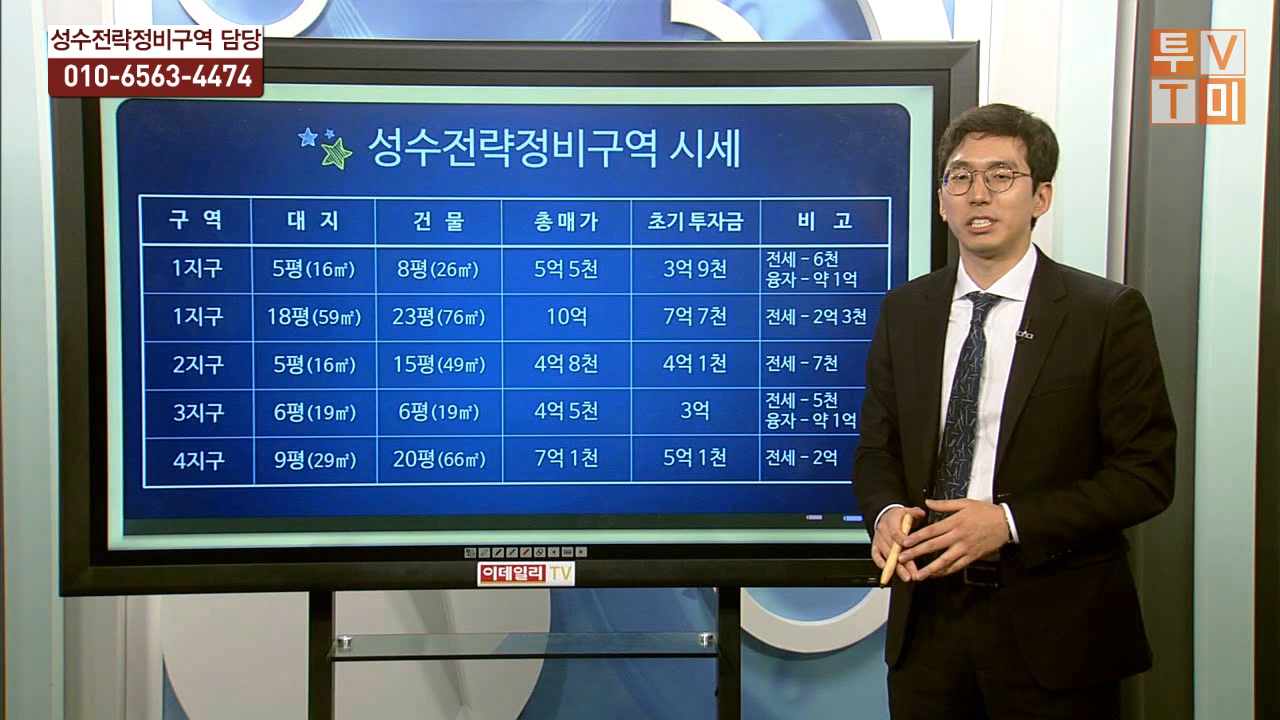 성수전략정비구역 담당
010-6563-4474
투V
T미
성수전략정비구역 시세
구 역 대 지 건 물 총매가 초기 투자금 비 고
1지구 5평(16㎡) 8평(26㎡) 5억 5천 3억 9천 전세 - 6천
융자 - 약 1억
1지구 18평(59㎡) 23평(76㎡) 10억 7억 7천 전세 - 2억 3천
2지구 5평(16㎡) 15평(49㎡) 4억 8천 4억 1천 전세 - 7천
3지구 6평(19㎡) 6평(19㎡) 4억 5천 3억 전세 - 5천
융자 - 약 1억
4지구 9평(29㎡) 20평(66㎡) 7억 1천 5억 1천 전세 - 2억
이데일리 TV